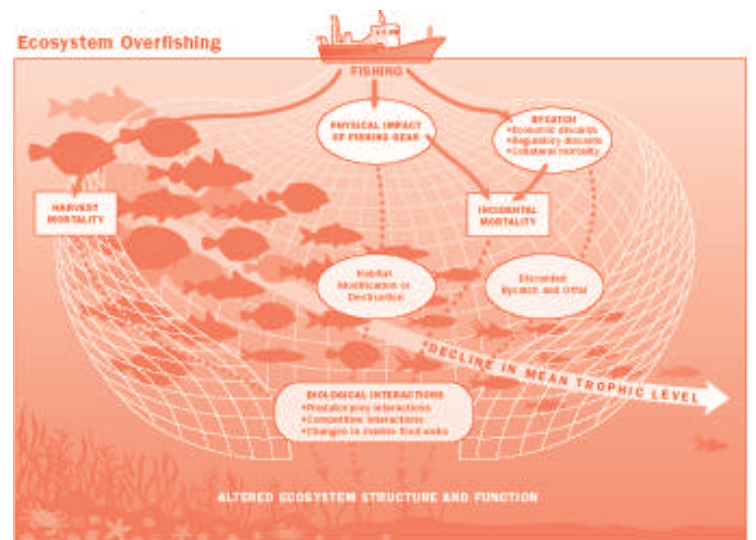 Ecosystem Overfishing
FISHING
PHYSICAL IMPACT
OF FISHING GEAR
BYCATCH
•Economic discards
•Regulatory discards
•Collateral mortality
HARVEST
MORTALITY
INCIDENTAL
MORTALITY
Habitat
Modification or
Destruction
Discarded
Bycatch and Offal
*DECLINE IN MEAN TROPHIC LEVEL
BIOLOGICAL INTERACTIONS
•Predator-prey interactions
•Competitive interactions
•Changes in marine food webs
ALTERED ECOSYSTEM STRUCTURE AND FUNCTION